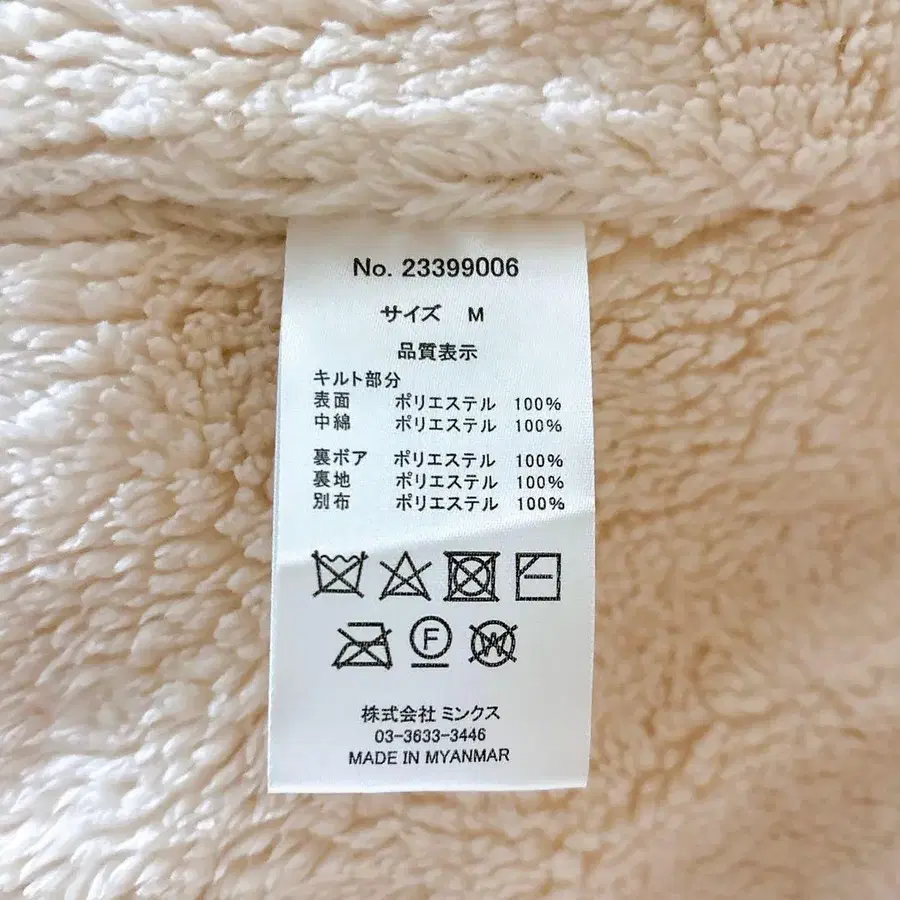 No. 23399006
サイズ M
品質表示
キルト部分
表面 ポリエステル 100%
中綿 ポリエステル 100%
裏ボア ポリエステル 100%
裏地 ポリエステル 100%
別布 ポリエステル 100%
F W
株式会社 ミンクス
03-3633-3446
MADE IN MYANMAR